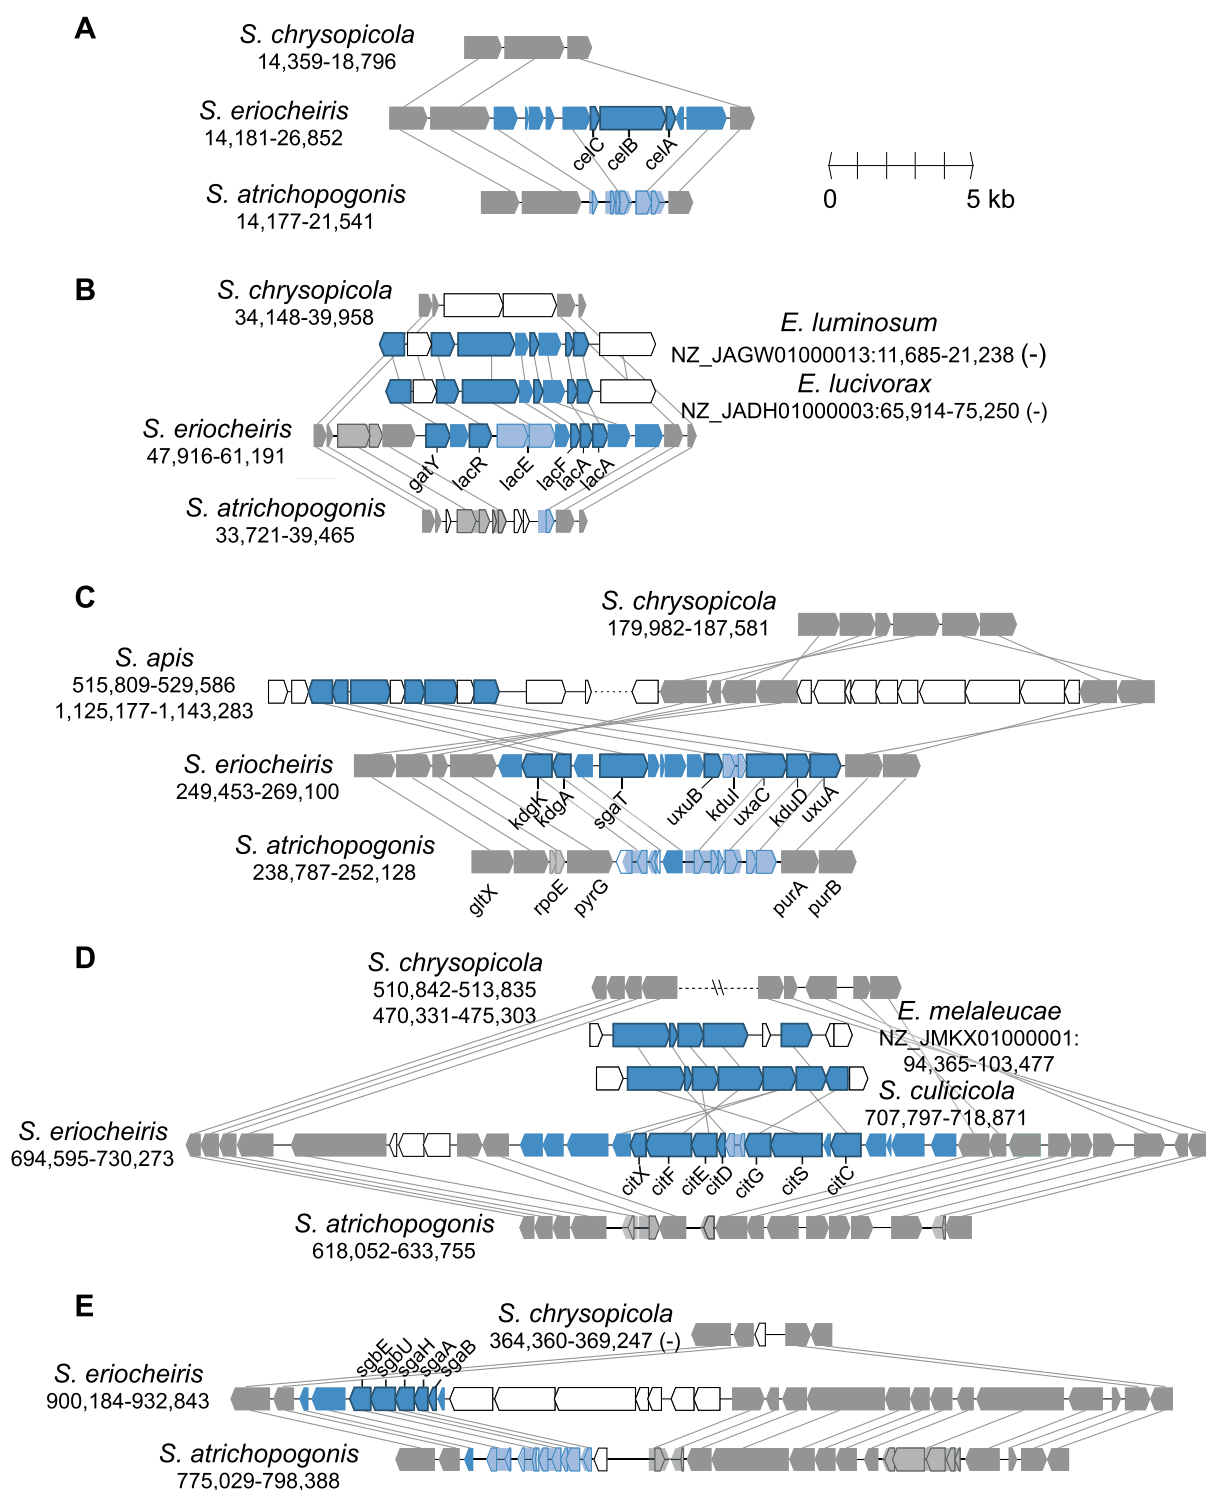 A
S. chrysopicola
14,359-18,796
S. eriocheiris
14,181-26,852
celC celB celA
S. atrichopogonis
14,177-21,541
0 5 kb
B
S. chrysopicola
34,148-39,958
E. luminosum
NZ_JAGW01000013:11,685-21,238 (-)
E. lucivorax
NZ_JADH01000003:65,914-75,250 (-)
S. eriocheiris
47,916-61,191
gatY lacR lacE lacF lacA lacA
S. atrichopogonis
33,721-39,465
C
S. chrysopicola
179,982-187,581
S. apis
515,809-529,586
1,125,177-1,143,283
S. eriocheiris
249,453-269,100
kdgK kdgA sgaT uxuB kduI uxaC kduD uxuA
S. atrichopogonis
238,787-252,128
gltX rpoE pyrG purA purB
D
S. chrysopicola
510,842-513,835
470,331-475,303
E. melaleucae
NZ_JMKX01000001:
94,365-103,477
S. culicicola
707,797-718,871
S. eriocheiris
694,595-730,273
citX citF citE citD citG citS citC
S. atrichopogonis
618,052-633,755
E
S. chrysopicola
364,360-369,247 (-)
sgbE sgbU sgaH sgaA sgaB
S. eriocheiris
900,184-932,843
S. atrichopogonis
775,029-798,388